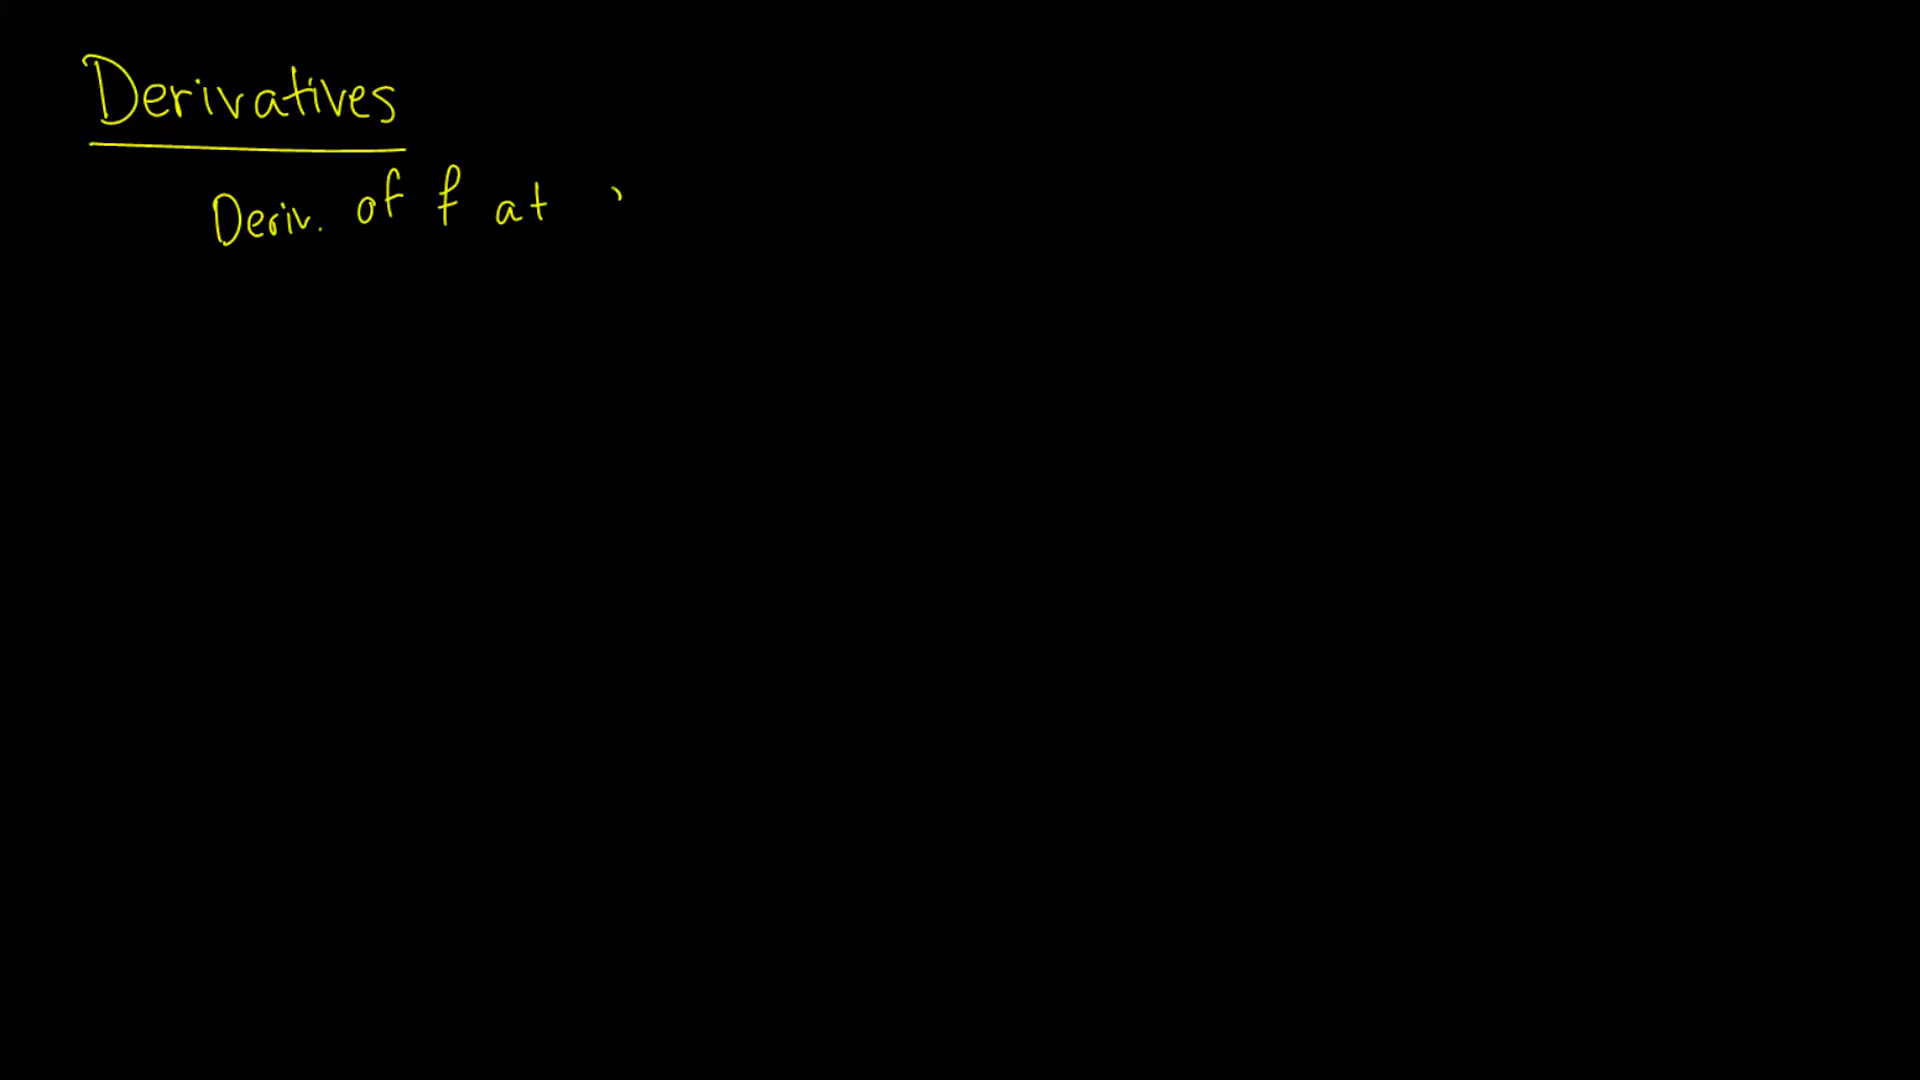 Derivatives
Deriv. of f at